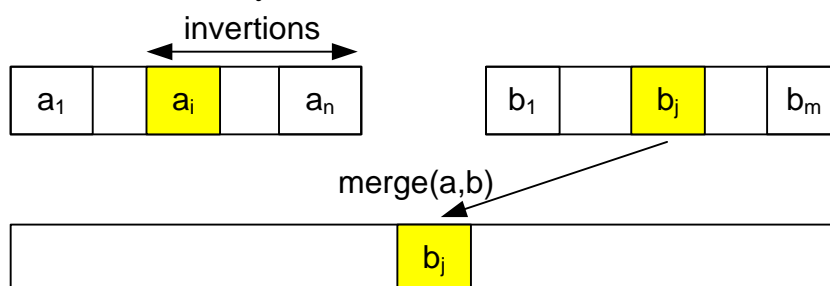 invertions
a1 ai an b1 bj bm
merge(a,b)
bj